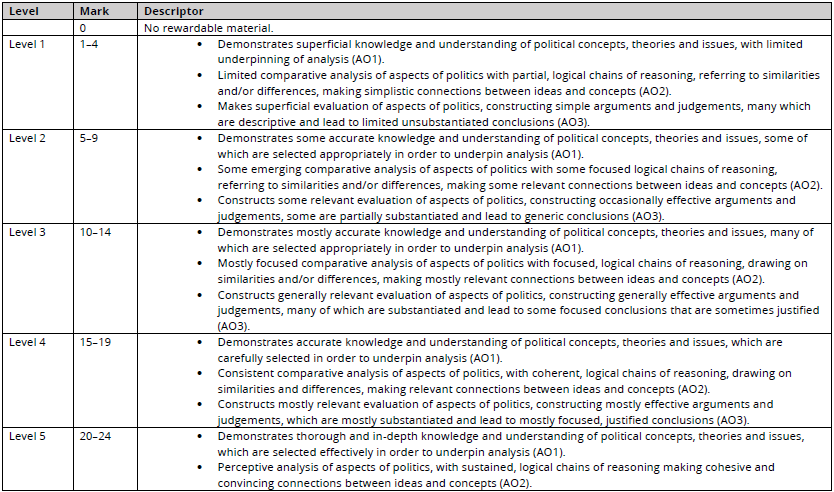 Level Mark Descriptor
0 No rewardable material.
Level 1 1–4 • Demonstrates superficial knowledge and understanding of political concepts, theories and issues, with limited
underpinning of analysis (AO1).
• Limited comparative analysis of aspects of politics with partial, logical chains of reasoning, referring to similarities
and/or differences, making simplistic connections between ideas and concepts (AO2).
• Makes superficial evaluation of aspects of politics, constructing simple arguments and judgements, many which
are descriptive and lead to limited unsubstantiated conclusions (AO3).
Level 2 5–9 • Demonstrates some accurate knowledge and understanding of political concepts, theories and issues, some of
which are selected appropriately in order to underpin analysis (AO1).
• Some emerging comparative analysis of aspects of politics with some focused logical chains of reasoning,
referring to similarities and/or differences, making some relevant connections between ideas and concepts (AO2).
• Constructs some relevant evaluation of aspects of politics, constructing occasionally effective arguments and
judgements, some are partially substantiated and lead to generic conclusions (AO3).
Level 3 10–14 • Demonstrates mostly accurate knowledge and understanding of political concepts, theories and issues, many of
which are selected appropriately in order to underpin analysis (AO1).
• Mostly focused comparative analysis of aspects of politics with focused, logical chains of reasoning, drawing on
similarities and/or differences, making mostly relevant connections between ideas and concepts (AO2).
• Constructs generally relevant evaluation of aspects of politics, constructing generally effective arguments and
judgements, many of which are substantiated and lead to some focused conclusions that are sometimes justified
(AO3).
Level 4 15–19 • Demonstrates accurate knowledge and understanding of political concepts, theories and issues, which are
carefully selected in order to underpin analysis (AO1).
• Consistent comparative analysis of aspects of politics, with coherent, logical chains of reasoning, drawing on
similarities and differences, making relevant connections between ideas and concepts (AO2).
• Constructs mostly relevant evaluation of aspects of politics, constructing mostly effective arguments and
judgements, which are mostly substantiated and lead to mostly focused, justified conclusions (AO3).
Level 5 20–24 • Demonstrates thorough and in-depth knowledge and understanding of political concepts, theories and issues,
which are selected effectively in order to underpin analysis (AO1).
• Perceptive analysis of aspects of politics, with sustained, logical chains of reasoning making cohesive and
convincing connections between ideas and concepts (AO2).